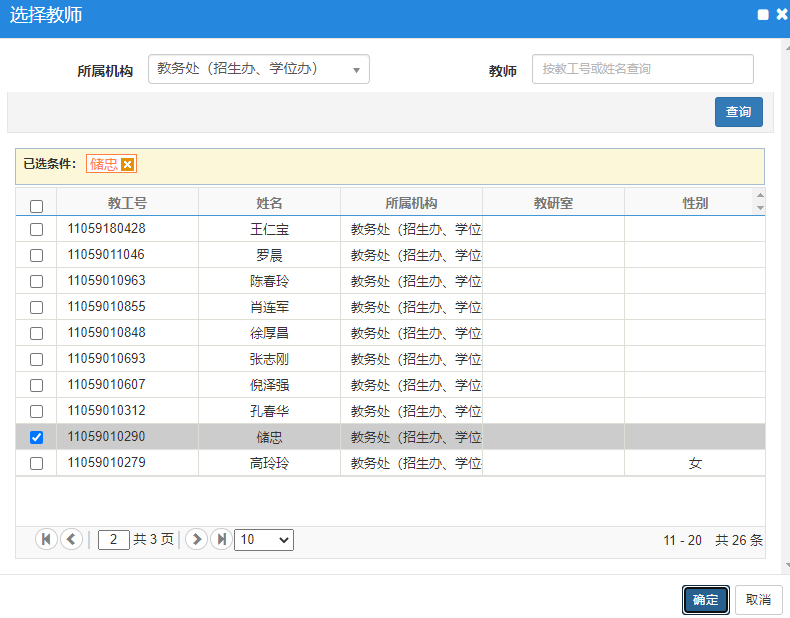 选择教师
所属机构 教务处（招生办、学位办） 教师 按教工号或姓名查询
查询
已选条件： 储忠
教工号 姓名 所属机构 教研室 性别
11059180428 王仁宝 教务处（招生办、学位
11059011046 罗晨 教务处（招生办、学位
11059010963 陈春玲 教务处（招生办、学位
11059010855 肖连军 教务处（招生办、学位
11059010848 徐厚昌 教务处（招生办、学位
11059010693 张志刚 教务处（招生办、学位
11059010607 倪泽强 教务处（招生办、学位
11059010312 孔春华 教务处（招生办、学位
11059010290 储忠 教务处（招生办、学位
11059010279 高玲玲 教务处（招生办、学位 女
2 共 3 页 10 11 - 20 共 26 条
确定 取消